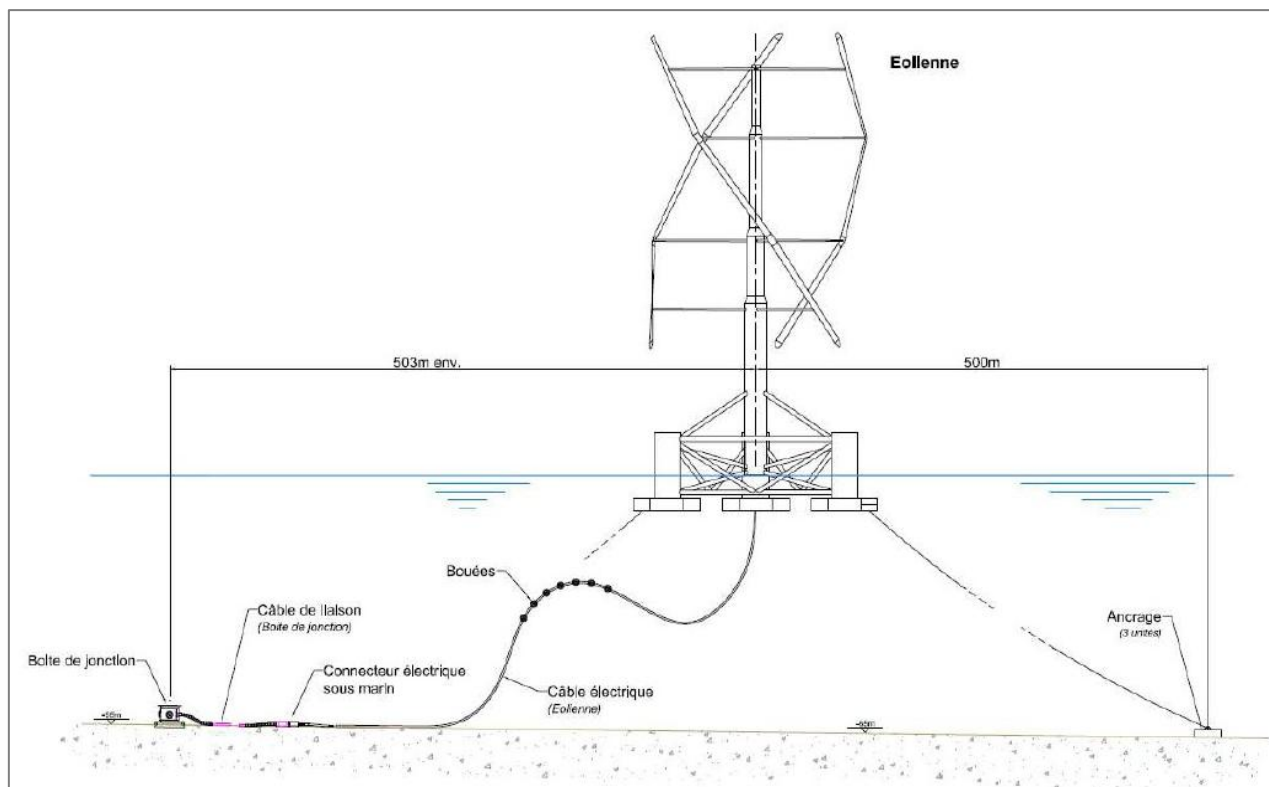 Eolienne
503m env.
500m
Bouées
Câble de liaison
(Boite de jonction)
Ancrage
(3 unites)
Boite de jonction
Connecteur électrique
sous marin
Câble électrique
(Eolienne)